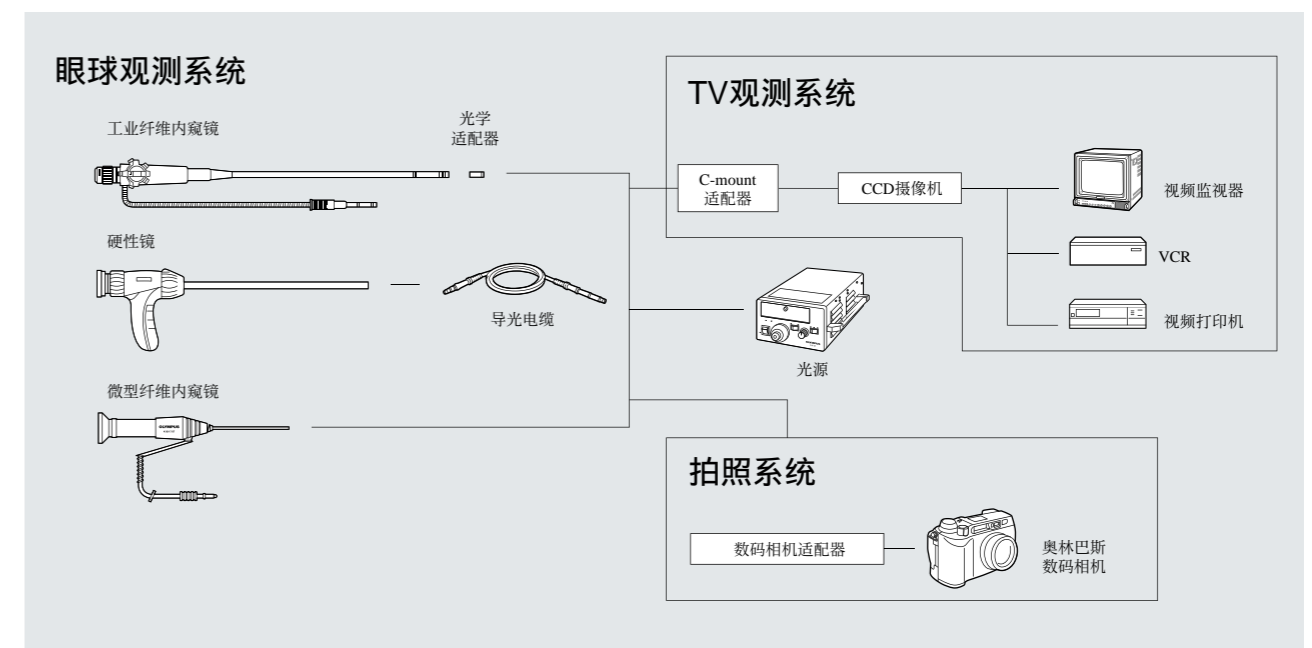 眼球观测系统
工业纤维内窥镜
光学
适配器
硬性镜
导光电缆
微型纤维内窥镜
OLYMPUS
TV观测系统
C-mount
适配器
CCD摄像机
视频监视器
VCR
视频打印机
光源
拍照系统
数码相机适配器
奥林巴斯
数码相机